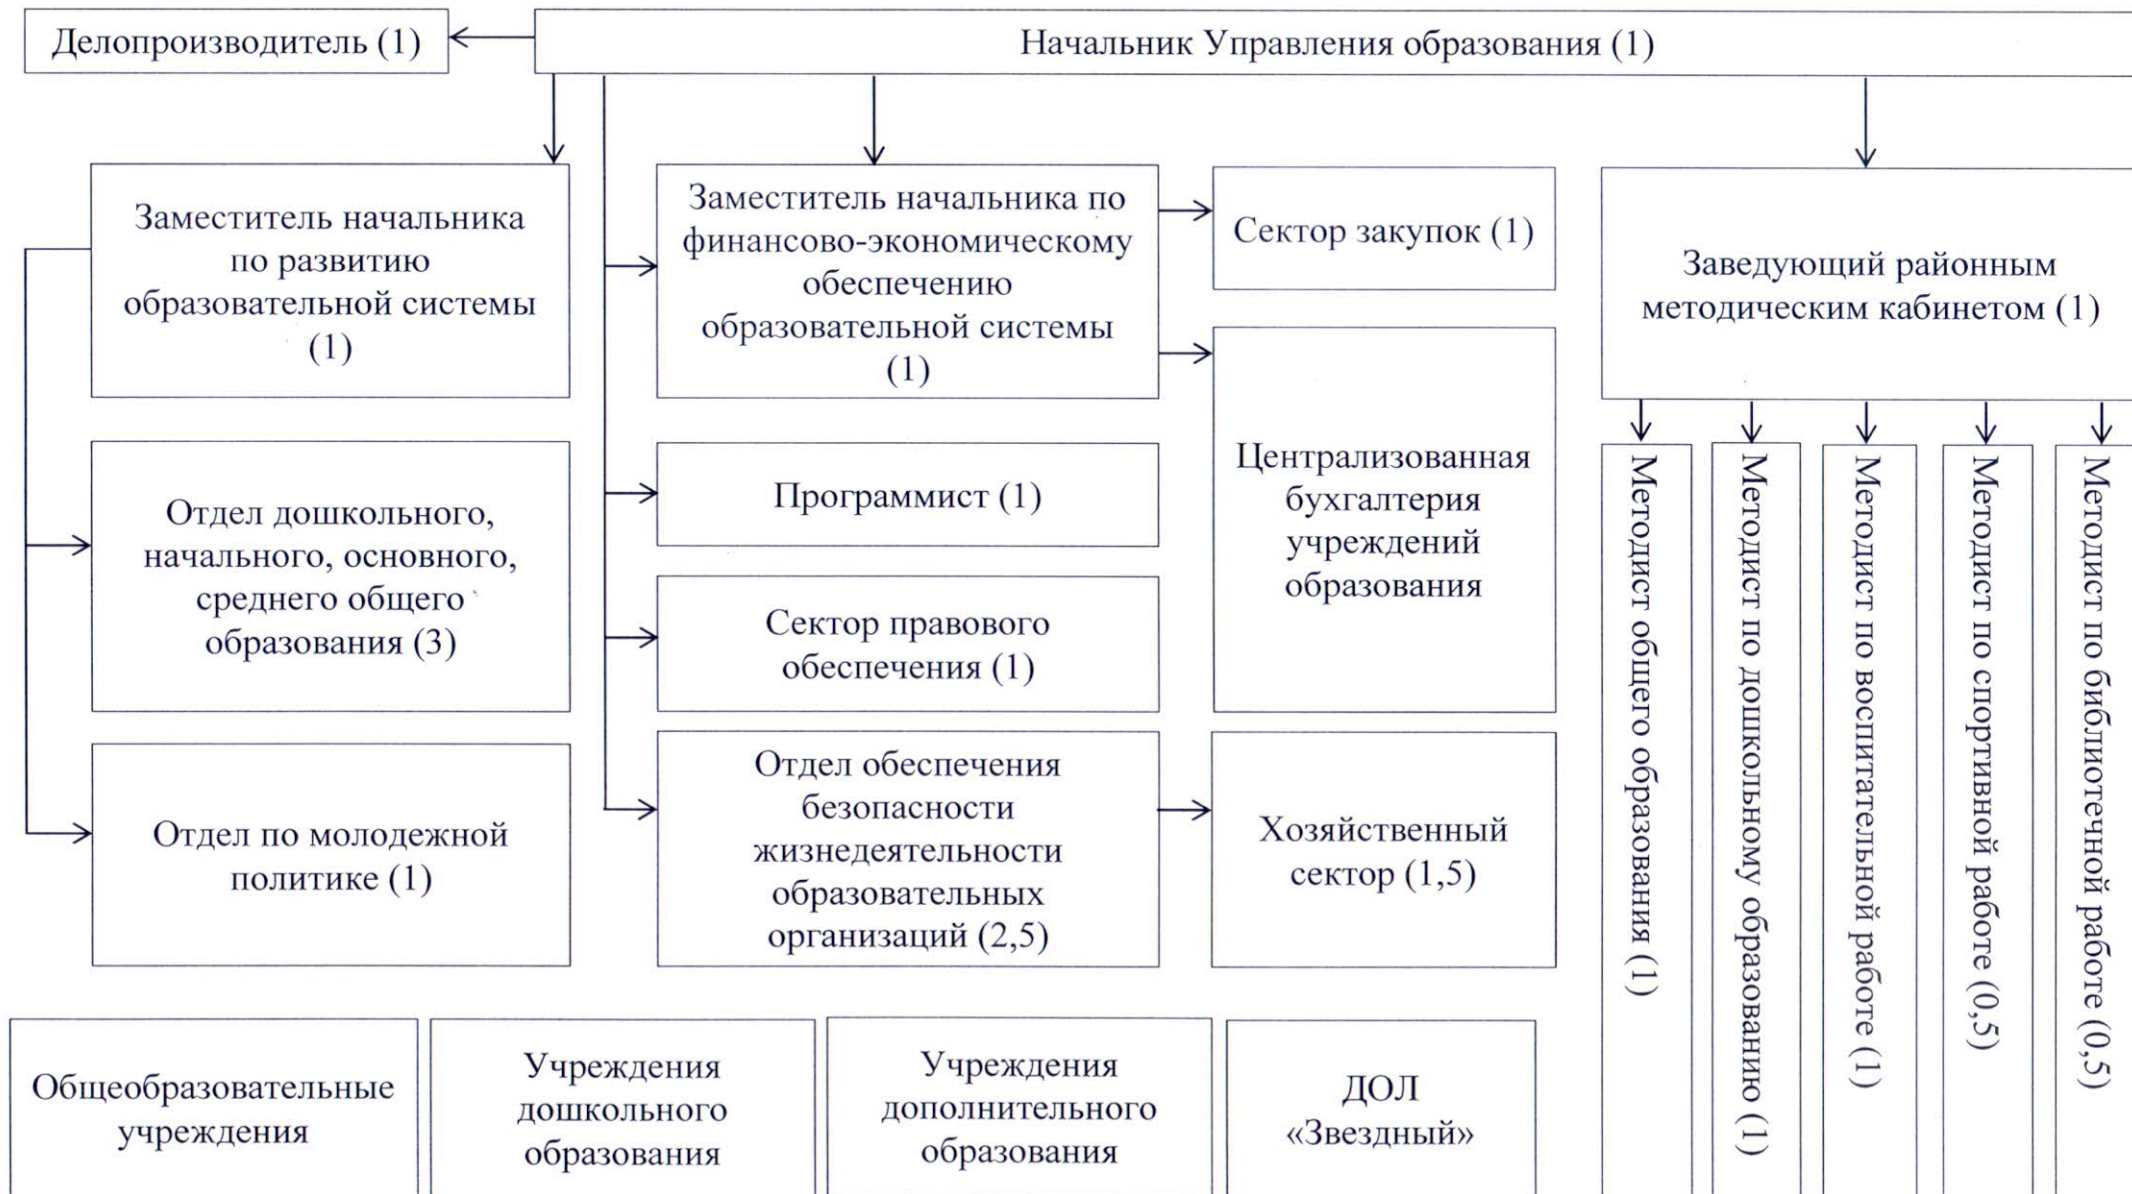 Делопроизводитель (1)
Начальник Управления образования (1)
Заместитель начальника
по развитию
образовательной системы
(1)
Заместитель начальника по
финансово-экономическому
обеспечению
образовательной системы
(1)
Сектор закупок (1)
Заведующий районным
методическим кабинетом (1)
Отдел дошкольного,
начального, основного,
среднего общего
образования (3)
Программист (1)
Централизованная
бухгалтерия
учреждений
образования
Сектор правового
обеспечения (1)
Отдел по молодежной
политике (1)
Отдел обеспечения
безопасности
жизнедеятельности
образовательных
организаций (2,5)
Хозяйственный
сектор (1,5)
Методист общего образования (1)
Методист по дошкольному образованию (1)
Методист по воспитательной работе (1)
Методист по спортивной работе (0,5)
Методист по библиотечной работе (0,5)
Общеобразовательные
учреждения
Учреждения
дошкольного
образования
Учреждения
дополнительного
образования
ДОЛ
«Звездный»